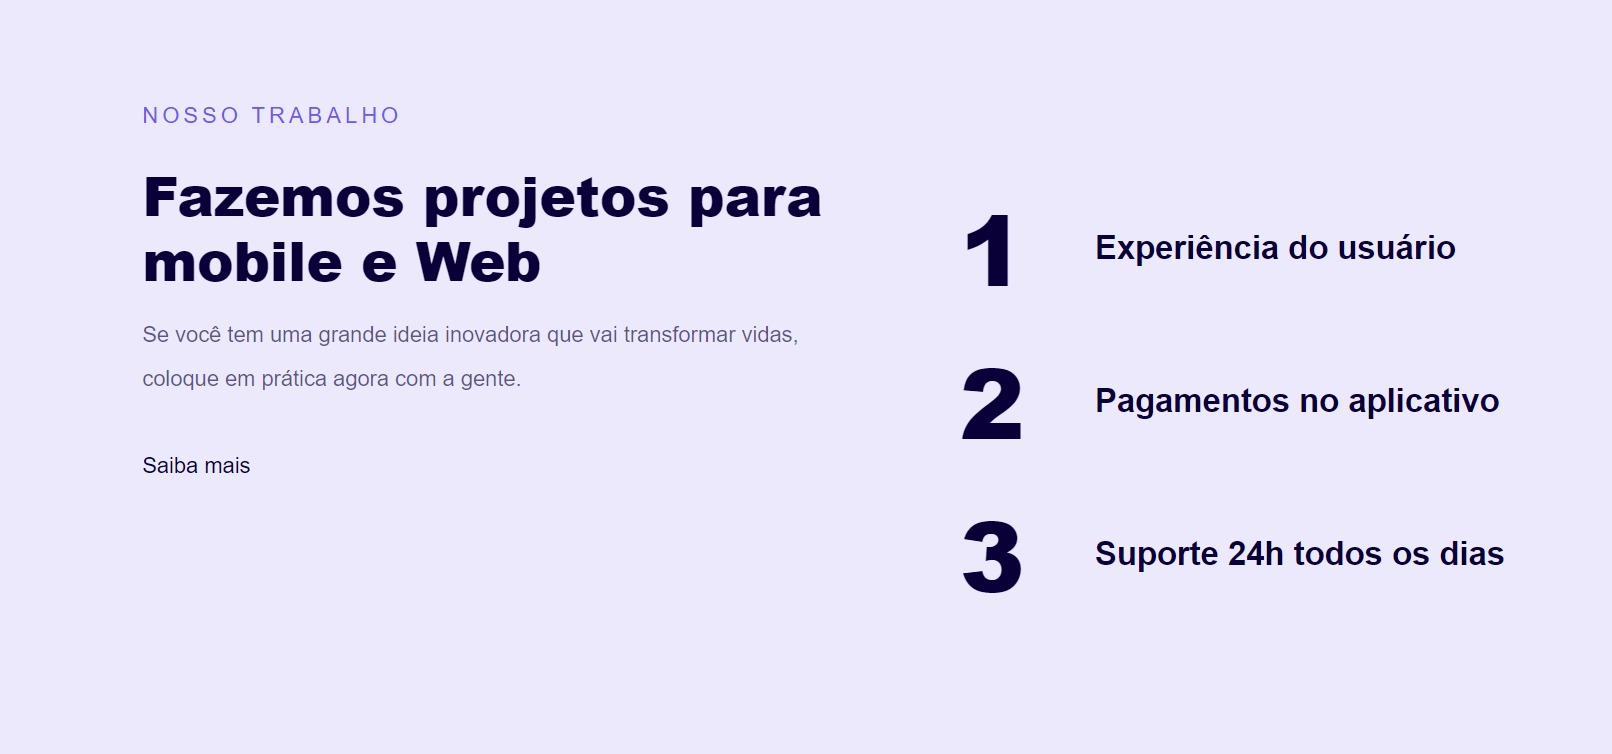 NOSSO TRABALHO
Fazemos projetos para
mobile e Web
Se você tem uma grande ideia inovadora que vai transformar vidas,
coloque em prática agora com a gente.
Saiba mais
1 Experiência do usuário
2 Pagamentos no aplicativo
3 Suporte 24h todos os dias